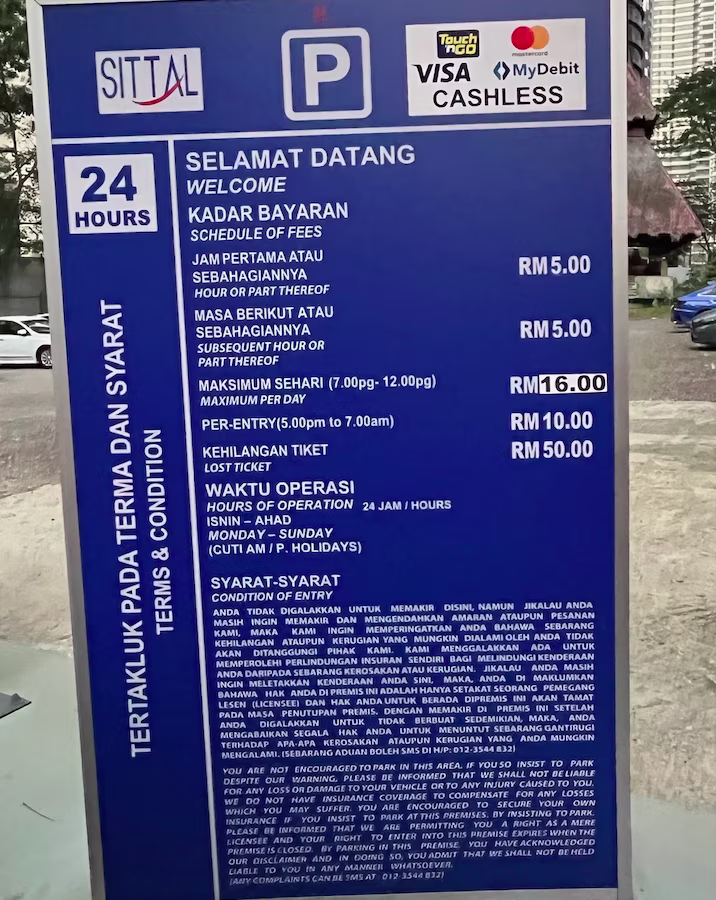 SITTAL
P
Touch 'n GO
mastercard
VISA
MyDebit
CASHLESS
24
HOURS
TERTAKLUK PADA TERMA DAN SYARAT
TERMS & CONDITION
SELAMAT DATANG
WELCOME
KADAR BAYARAN
SCHEDULE OF FEES
JAM PERTAMA ATAU
SEBAHAGIANNYA
HOUR OR PART THEREOF
RM 5.00
MASA BERIKUT ATAU
SEBAHAGIANNYA
SUBSEQUENT HOUR OR
PART THEREOF
RM 5.00
MAKSIMUM SEHARI (7.00pg- 12.00pg)
MAXIMUM PER DAY
RM16.00
PER-ENTRY(5.00pm to 7.00am)
RM 10.00
KEHILANGAN TIKET
LOST TICKET
RM 50.00
WAKTU OPERASI
HOURS OF OPERATION 24 JAM / HOURS
ISNIN – AHAD
MONDAY – SUNDAY
(CUTI AM / P. HOLIDAYS)
SYARAT-SYARAT
CONDITION OF ENTRY
ANDA TIDAK DIGALAKKAN UNTUK MEMAKIR DISINI, NAMUN JIKALAU ANDA
MASIH INGIN MEMAKIR DAN MENGENDAHKAN AMARAN ATAUPUN PESANAN
KAMI, MAKA KAMI INGIN MEMPERINGATKAN ANDA BAHAWA SEBARANG
KEHILANGAN ATAUPUN KERUGIAN YANG MUNGKIN DIALAMI OLEH ANDA TIDAK
AKAN DITANGGUNGI PIHAK KAMI. KAMI MENGGALAKKAN ADA UNTUK
MEMPEROLEHI PERLINDUNGAN INSURAN SENDIRI BAGI MELINDUNGI KENDERAAN
ANDA DARIPADA SEBARANG KEROSAKAN ATAU KERUGIAN. JIKALAU ANDA MASIH
INGIN MELETAKKAN KENDERAAN ANDA SINI, MAKA, ANDA DI MAKLUMKAN
BAHAWA HAK ANDA DI PREMIS INI ADALAH HANYA SETAKAT SEORANG PEMEGANG
LESEN (LICENSEE) DAN HAK ANDA UNTUK BERADA DIPREMIS INI AKAN TAMAT
PADA MASA PENUTUPAN PREMIS. DENGAN MEMAKIR DI PREMIS INI SETELAH
ANDA DIGALAKKAN UNTUK TIDAK BERBUAT SEDEMIKIAN, MAKA, ANDA
MENGABAIKAN SEGALA HAK ANDA UNTUK MENUNTUT SEBARANG GANTIRUGI
TERHADAP APA-APA KEROSAKAN ATAUPUN KERUGIAN YANG ANDA MUNGKIN
MENGALAMI. (SEBARANG ADUAN BOLEH SMS DI H/P: 012-3544 832)
YOU ARE NOT ENCOURAGED TO PARK IN THIS AREA. IF YOU SO INSIST TO PARK
DESPITE OUR WARNING, PLEASE BE INFORMED THAT WE SHALL NOT BE LIABLE
FOR ANY LOSS OR DAMAGE TO YOUR VEHICLE OR TO ANY INJURY CAUSED TO YOU.
WE DO NOT HAVE INSURANCE COVERAGE TO COMPENSATE FOR ANY LOSSES
WHICH YOU MAY SUFFER. YOU ARE ENCOURAGED TO SECURE YOUR OWN
INSURANCE IF YOU INSIST TO PARK AT THIS PREMISES. BY INSISTING TO PARK.
PLEASE BE INFORMED THAT WE ARE PERMITTING YOU A RIGHT AS A MERE
LICENSEE AND YOUR RIGHT TO ENTER INTO THIS PREMISE EXPIRES WHEN THE
PREMISE IS CLOSED. BY PARKING IN THIS PREMISE. YOU HAVE ACKNOWLEDGED
OUR DISCLAIMER AND IN DOING SO, YOU ADMIT THAT WE SHALL NOT BE HELD
LIABLE TO YOU IN ANY MANNER WHATSOEVER.
(ANY COMPLAINTS CAN BE SMS AT : 012 3544 832)